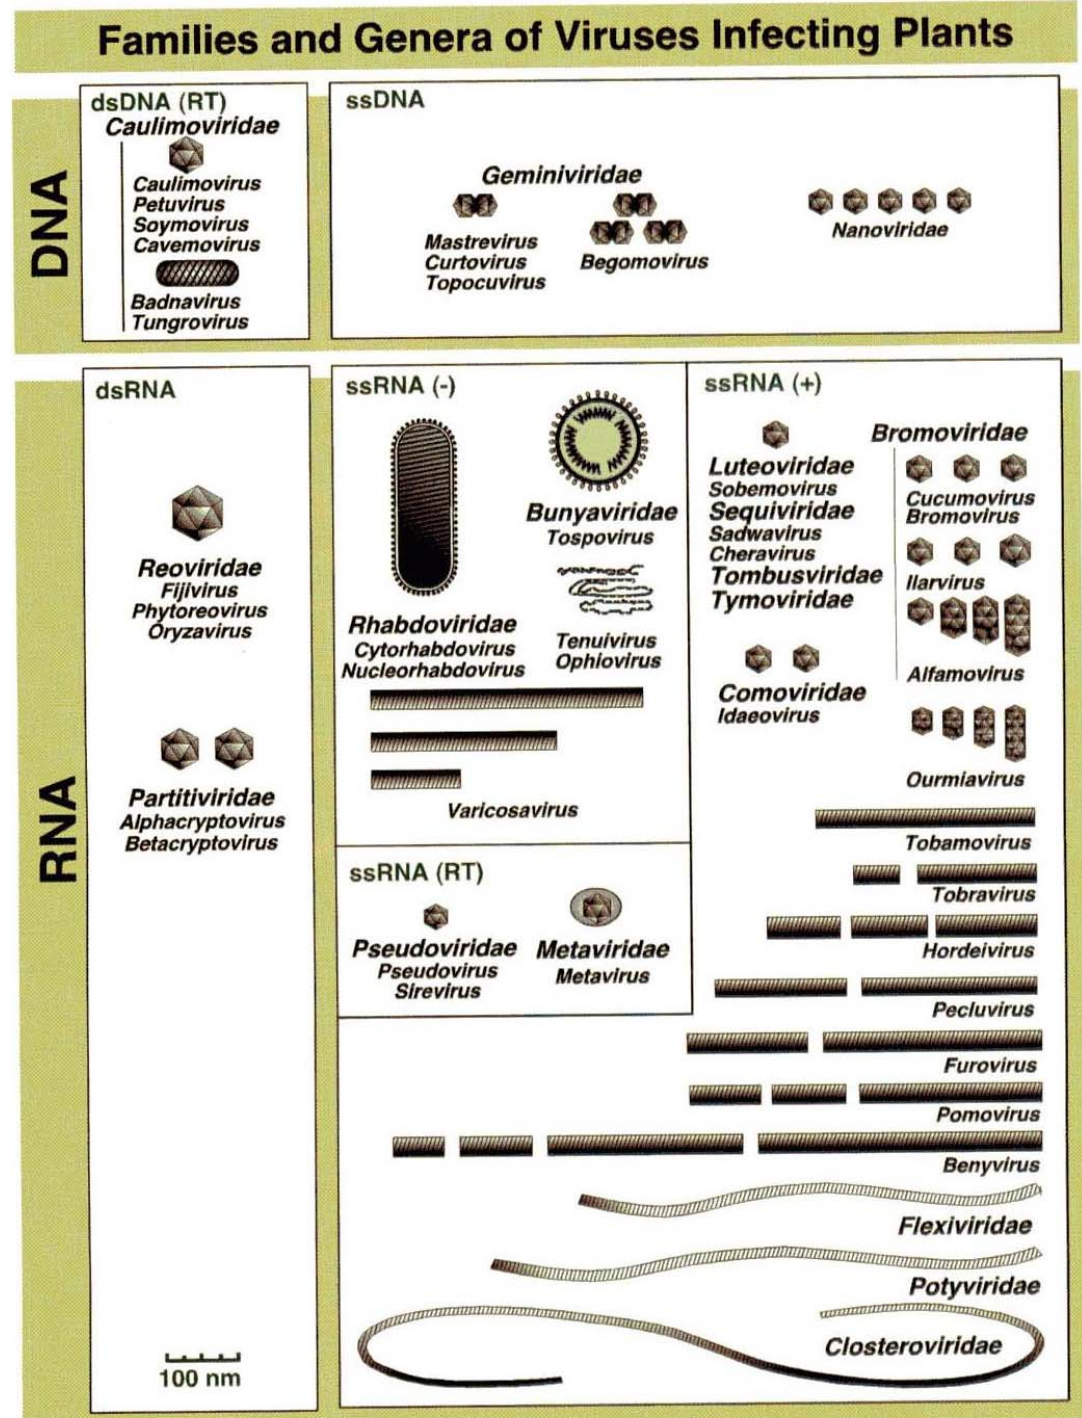 Families and Genera of Viruses Infecting Plants
DNA
dsDNA (RT)
Caulimoviridae
Caulimovirus
Petuvirus
Soymovirus
Cavemovirus
Badnavirus
Tungrovirus
ssDNA
Geminiviridae
Mastrevirus
Curtovirus
Topocuvirus
Begomovirus
Nanoviridae
RNA
dsRNA
Reoviridae
Fijivirus
Phytoreovirus
Oryzavirus
Partitiviridae
Alphacryptovirus
Betacryptovirus
100 nm
ssRNA (-)
Rhabdoviridae
Cytorhabdovirus
Nucleorhabdovirus
Bunyaviridae
Tospovirus
Tenuivirus
Ophiovirus
Varicosavirus
ssRNA (RT)
Pseudoviridae
Pseudovirus
Sirevirus
Metaviridae
Metavirus
ssRNA (+)
Luteoviridae
Sobemovirus
Sequiviridae
Sadwavirus
Cheravirus
Tombusviridae
Tymoviridae
Comoviridae
Idaeovirus
Bromoviridae
Cucumovirus
Bromovirus
Ilarvirus
Alfamovirus
Ourmiavirus
Tobamovirus
Tobravirus
Hordeivirus
Pecluvirus
Furovirus
Pomovirus
Benyvirus
Flexiviridae
Potyviridae
Closteroviridae